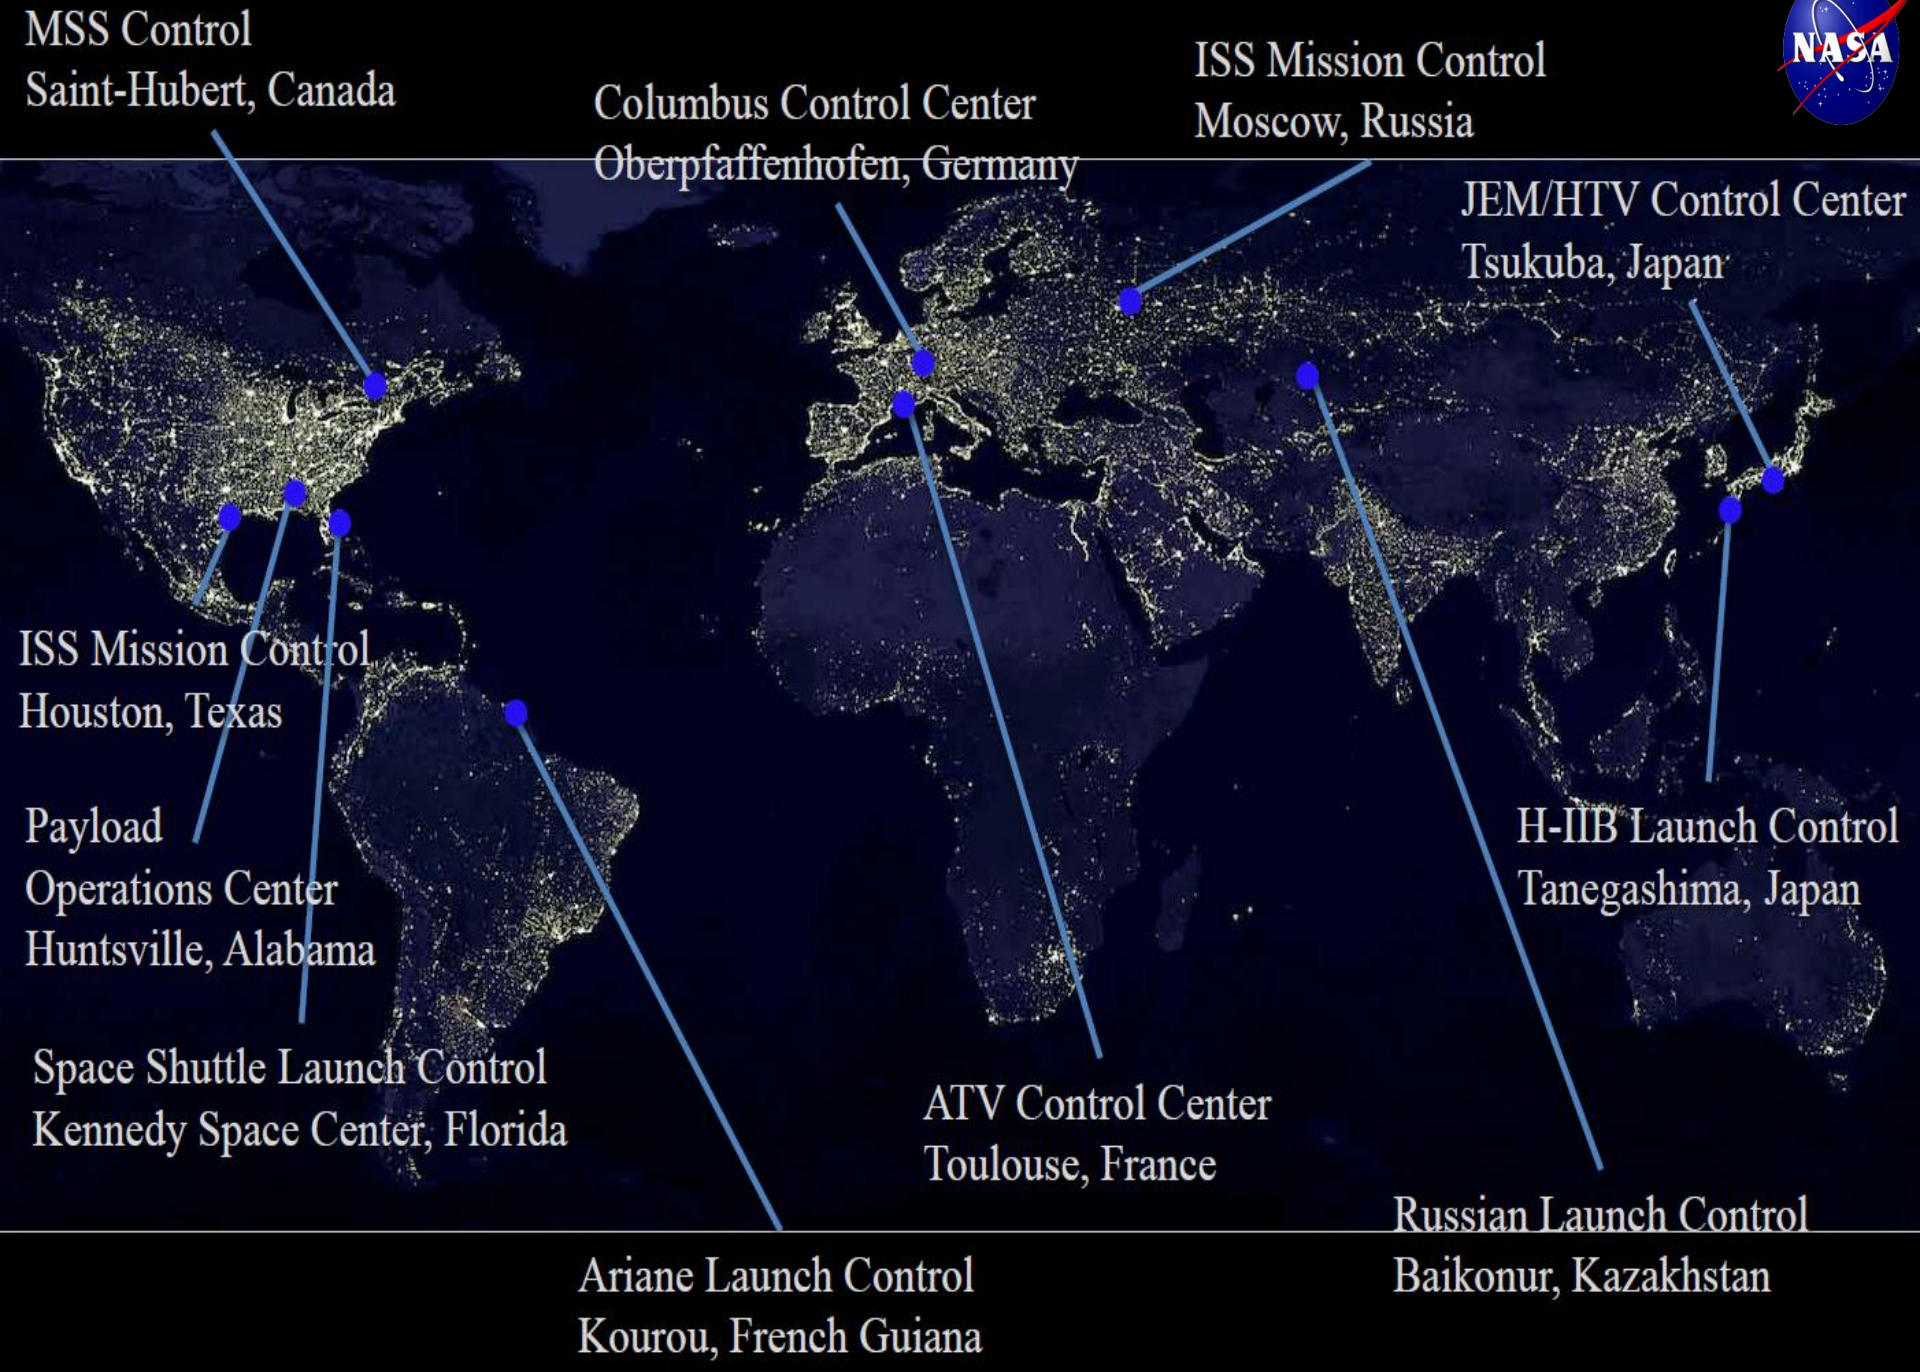 MSS Control
Saint-Hubert, Canada
Columbus Control Center
Oberpfaffenhofen, Germany
ISS Mission Control
Moscow, Russia
NASA
JEM/HTV Control Center
Tsukuba, Japan
ISS Mission Control
Houston, Texas
Payload
Operations Center
Huntsville, Alabama
H-IIB Launch Control
Tanegashima, Japan
Space Shuttle Launch Control
Kennedy Space Center, Florida
ATV Control Center
Toulouse, France
Russian Launch Control
Baikonur, Kazakhstan
Ariane Launch Control
Kourou, French Guiana